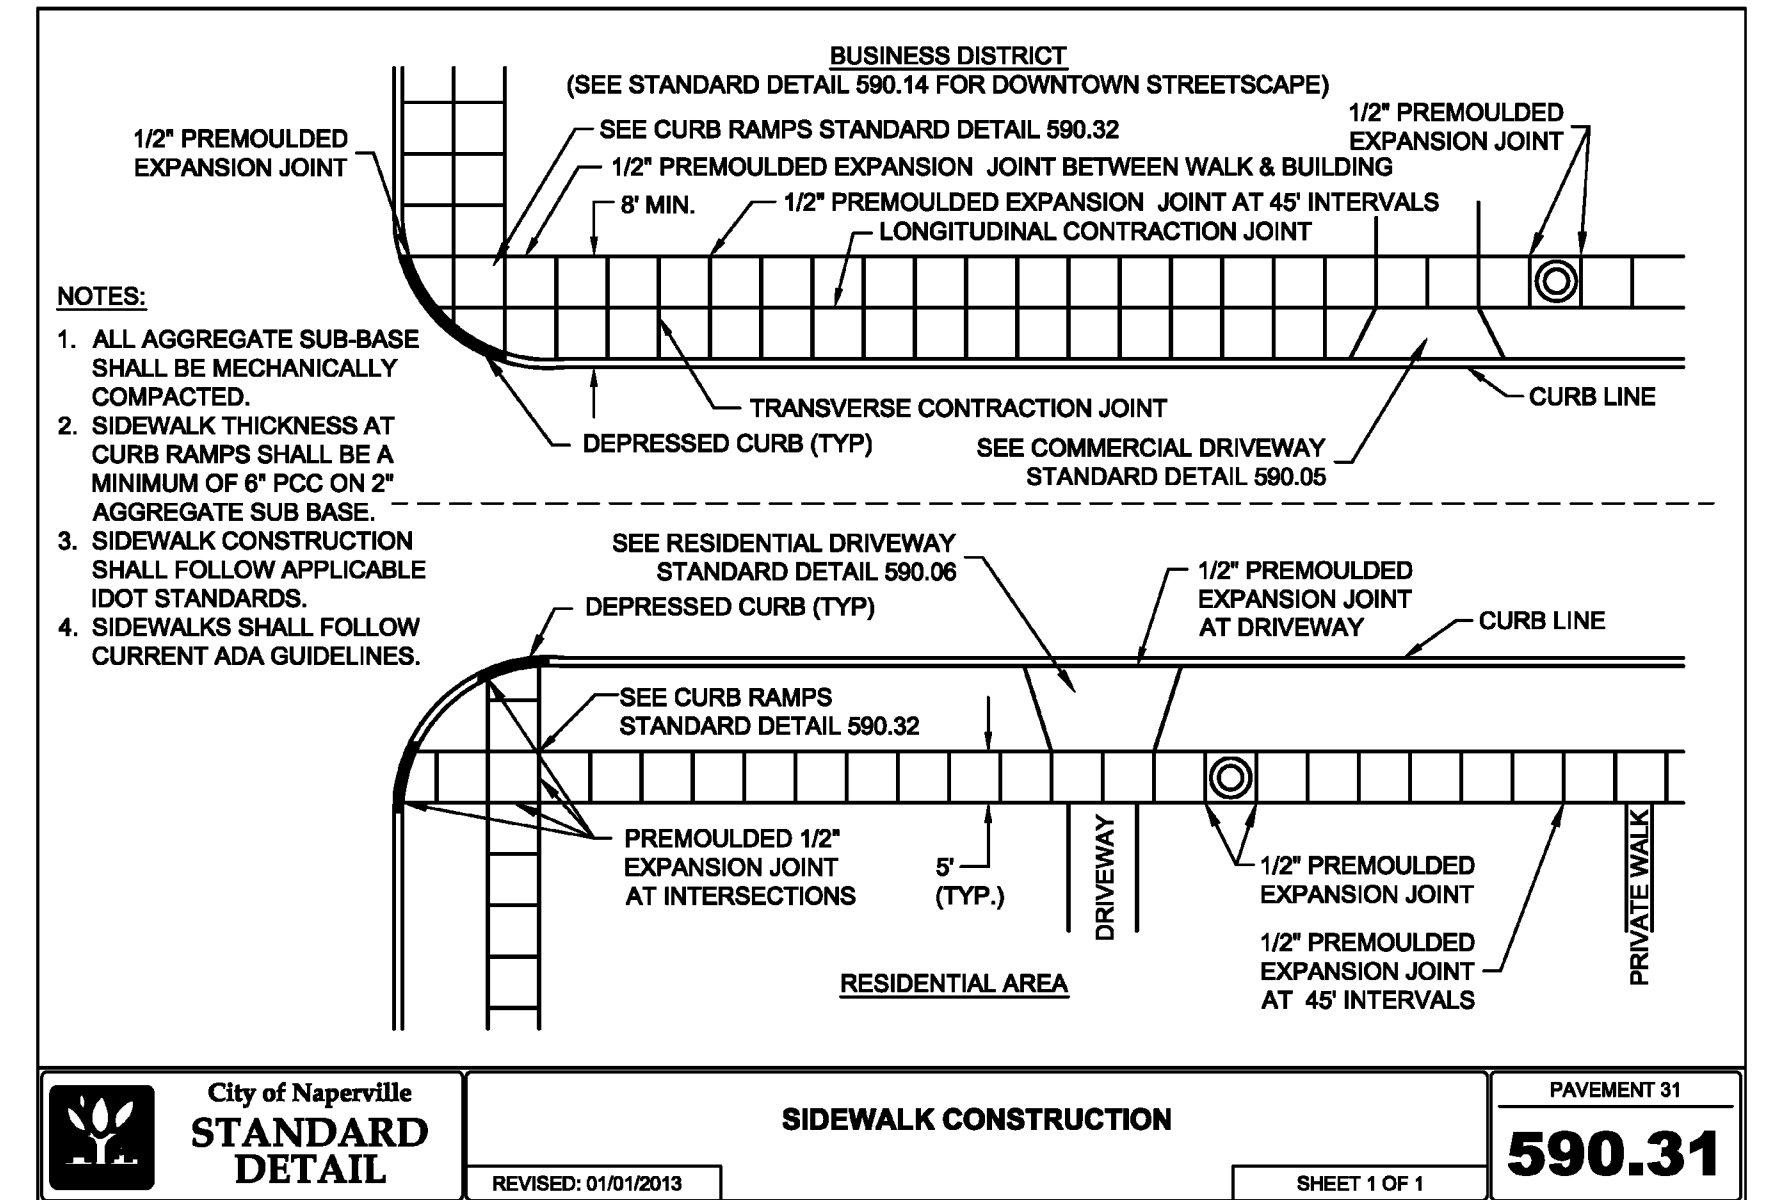 BUSINESS DISTRICT
(SEE STANDARD DETAIL 590.14 FOR DOWNTOWN STREETSCAPE)
1/2" PREMOULDED
EXPANSION JOINT
SEE CURB RAMPS STANDARD DETAIL 590.32
1/2" PREMOULDED
EXPANSION JOINT
1/2" PREMOULDED EXPANSION JOINT BETWEEN WALK & BUILDING
8' MIN.
1/2" PREMOULDED EXPANSION JOINT AT 45' INTERVALS
LONGITUDINAL CONTRACTION JOINT
CURB LINE
TRANSVERSE CONTRACTION JOINT
DEPRESSED CURB (TYP)
SEE COMMERCIAL DRIVEWAY
STANDARD DETAIL 590.05
NOTES:
1. ALL AGGREGATE SUB-BASE
SHALL BE MECHANICALLY
COMPACTED.
2. SIDEWALK THICKNESS AT
CURB RAMPS SHALL BE A
MINIMUM OF 6" PCC ON 2"
AGGREGATE SUB BASE.
3. SIDEWALK CONSTRUCTION
SHALL FOLLOW APPLICABLE
IDOT STANDARDS.
4. SIDEWALKS SHALL FOLLOW
CURRENT ADA GUIDELINES.
SEE RESIDENTIAL DRIVEWAY
STANDARD DETAIL 590.06
DEPRESSED CURB (TYP)
1/2" PREMOULDED
EXPANSION JOINT
AT DRIVEWAY
CURB LINE
SEE CURB RAMPS
STANDARD DETAIL 590.32
PREMOULDED 1/2"
EXPANSION JOINT
AT INTERSECTIONS
5'
(TYP.)
DRIVEWAY
1/2" PREMOULDED
EXPANSION JOINT
1/2" PREMOULDED
EXPANSION JOINT
AT 45' INTERVALS
PRIVATE WALK
RESIDENTIAL AREA
City of Naperville
STANDARD
DETAIL
SIDEWALK CONSTRUCTION
REVISED: 01/01/2013
SHEET 1 OF 1
PAVEMENT 31
590.31